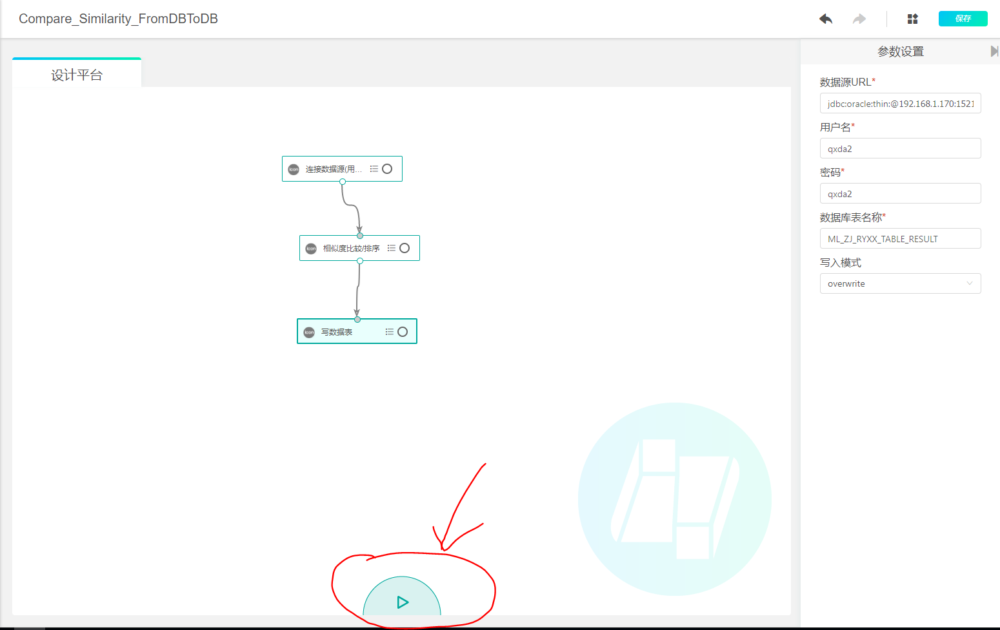 Compare_Similarity_FromDBToDB
保存
设计平台
参数设置
数据源URL*
jdbc:oracle:thin:@192.168.1.170:1521
用户名*
qxda2
密码*
qxda2
数据库表名称*
ML_ZJ_RYXX_TABLE_RESULT
写入模式
overwrite
icon 连接数据源(用...
icon 相似度比较/排序
icon 写数据表